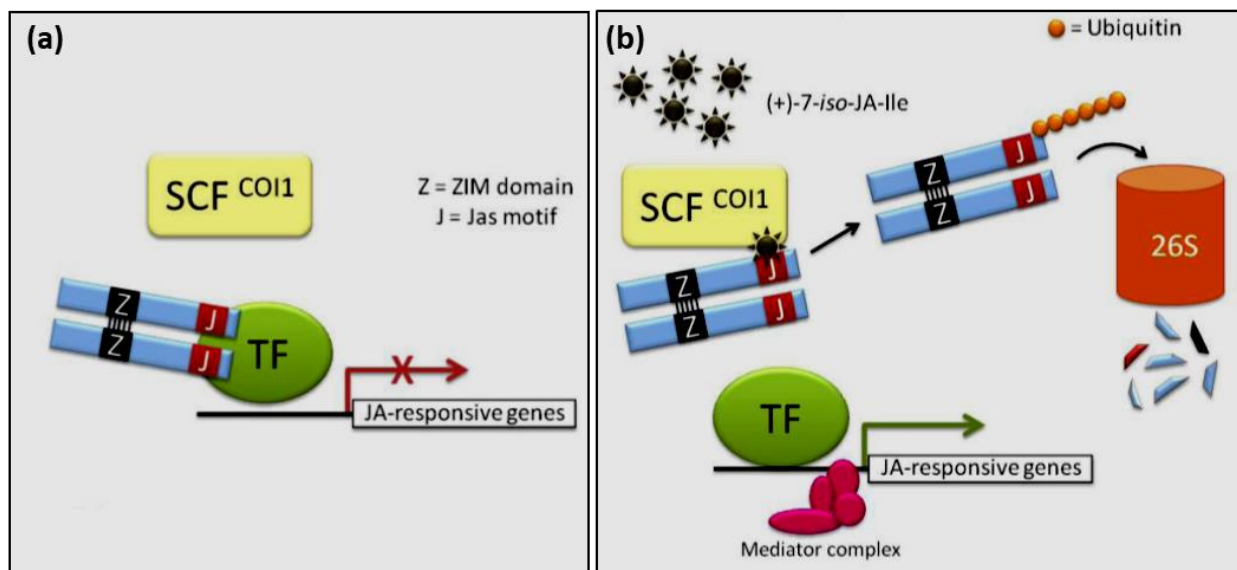 (a)
SCF COI1
Z = ZIM domain
J = Jas motif
Z
J
Z
J
TF
X
JA-responsive genes
(b)
= Ubiquitin
(+)-7-iso-JA-Ile
SCF COI1
Z
J
Z
J
Z
J
Z
J
26S
TF
JA-responsive genes
Mediator complex